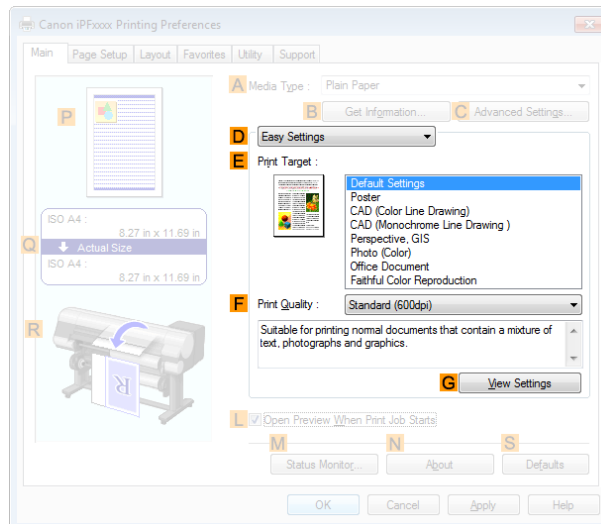 Canon iPFxxxx Printing Preferences
Main Page Setup Layout Favorites Utility Support
P
A Media Type : Plain Paper
B Get Information... C Advanced Settings...
D Easy Settings
E Print Target :
Default Settings
Poster
CAD (Color Line Drawing)
CAD (Monochrome Line Drawing )
Perspective, GIS
Photo (Color)
Office Document
Faithful Color Reproduction
ISO A4 :
8.27 in x 11.69 in
Q Actual Size
ISO A4 :
8.27 in x 11.69 in
R
F Print Quality : Standard (600dpi)
Suitable for printing normal documents that contain a mixture of
text, photographs and graphics.
G View Settings
R
L Open Preview When Print Job Starts
M N S
Status Monitor... About Defaults
OK Cancel Apply Help